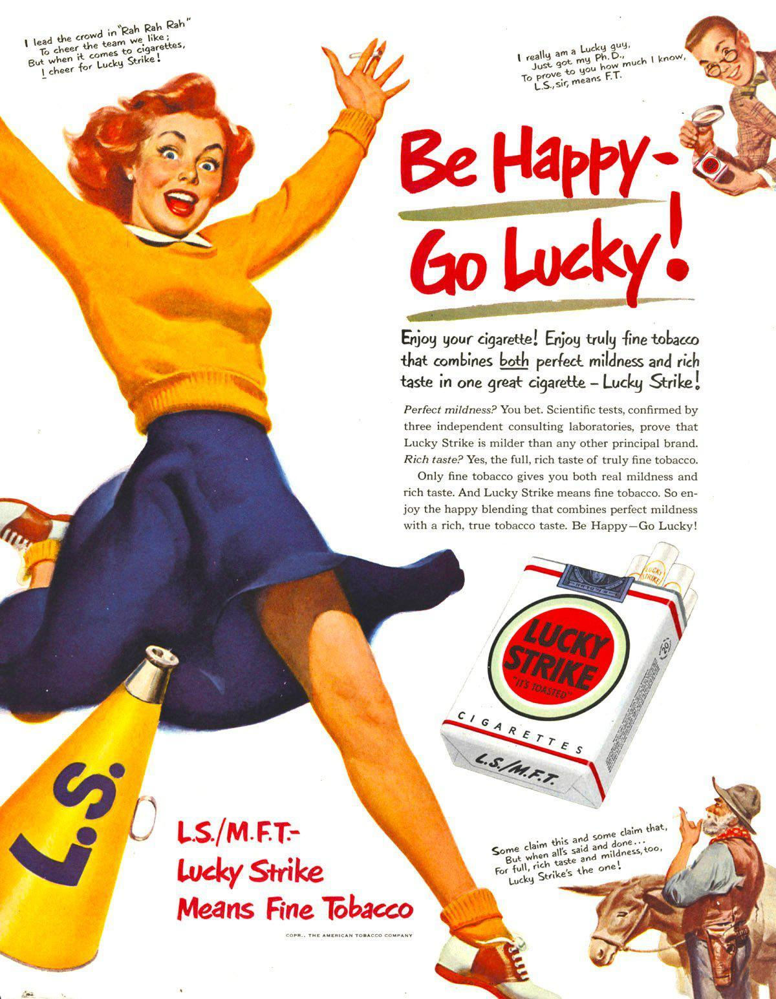 I lead the crowd in "Rah Rah Rah"
To cheer the team we like;
But when it comes to cigarettes,
I cheer for Lucky Strike!
I really am a Lucky guy,
Just got my Ph.D.,
To prove to you how much I know,
L.S., sir, means F.T.
Be Happy-
Go Lucky!
Enjoy your cigarette! Enjoy truly fine tobacco
that combines both perfect mildness and rich
taste in one great cigarette - Lucky Strike!
Perfect mildness? You bet. Scientific tests, confirmed by
three independent consulting laboratories, prove that
Lucky Strike is milder than any other principal brand.
Rich taste? Yes, the full, rich taste of truly fine tobacco.
Only fine tobacco gives you both real mildness and
rich taste. And Lucky Strike means fine tobacco. So en-
joy the happy blending that combines perfect mildness
with a rich, true tobacco taste. Be Happy—Go Lucky!
LUCKY
STRIKE
LUCKY
STRIKE
"IT'S TOASTED"
CIGARETTES
L.S./M.F.T.
20
L.S.
L.S./M.F.T.-
Lucky Strike
Means Fine Tobacco
COPR., THE AMERICAN TOBACCO COMPANY
Some claim this and some claim that,
But when all's said and done...
For full, rich taste and mildness, too,
Lucky Strike's the one!